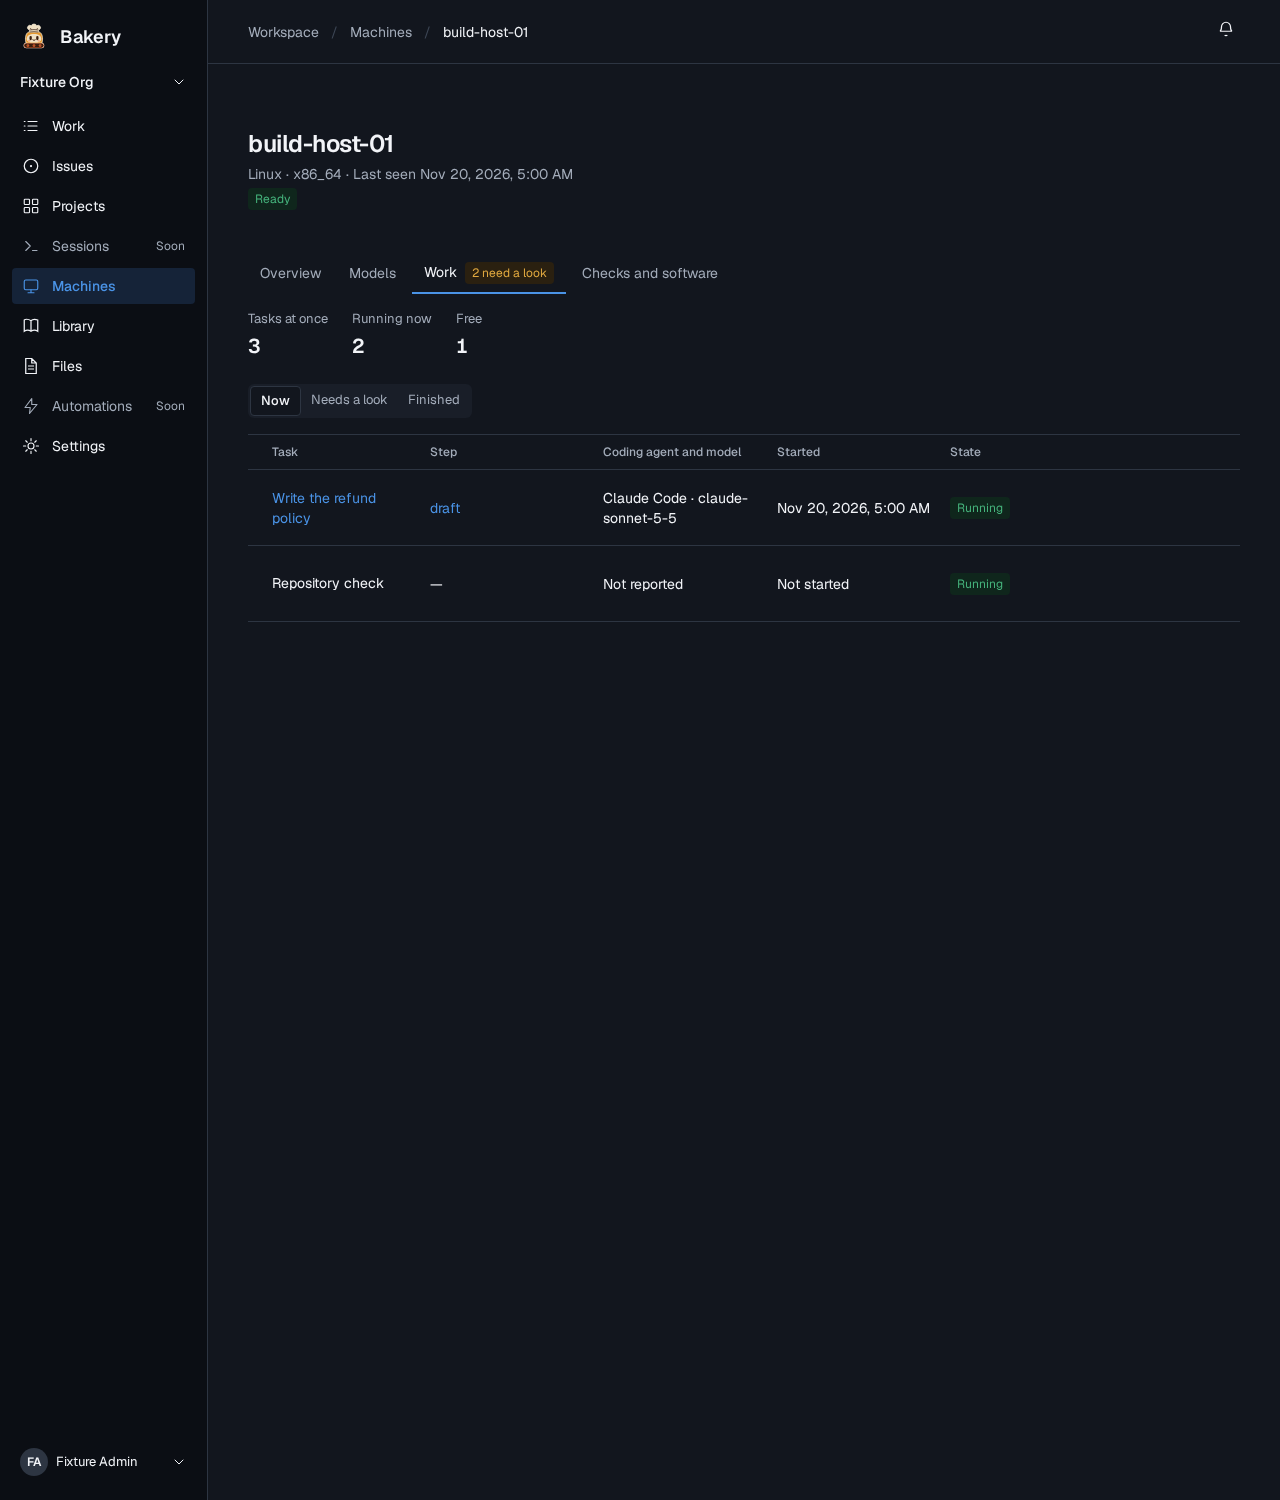 Bakery
Fixture Org
Work
Issues
Projects
Sessions Soon
Machines
Library
Files
Automations Soon
Settings
FA Fixture Admin
Workspace / Machines / build-host-01
build-host-01
Linux · x86_64 · Last seen Nov 20, 2026, 5:00 AM
Ready
Overview Models Work 2 need a look Checks and software
Tasks at once Running now Free
3 2 1
Now Needs a look Finished
Task Step Coding agent and model Started State
Write the refund policy draft Claude Code · claude-sonnet-5-5 Nov 20, 2026, 5:00 AM Running
Repository check — Not reported Not started Running